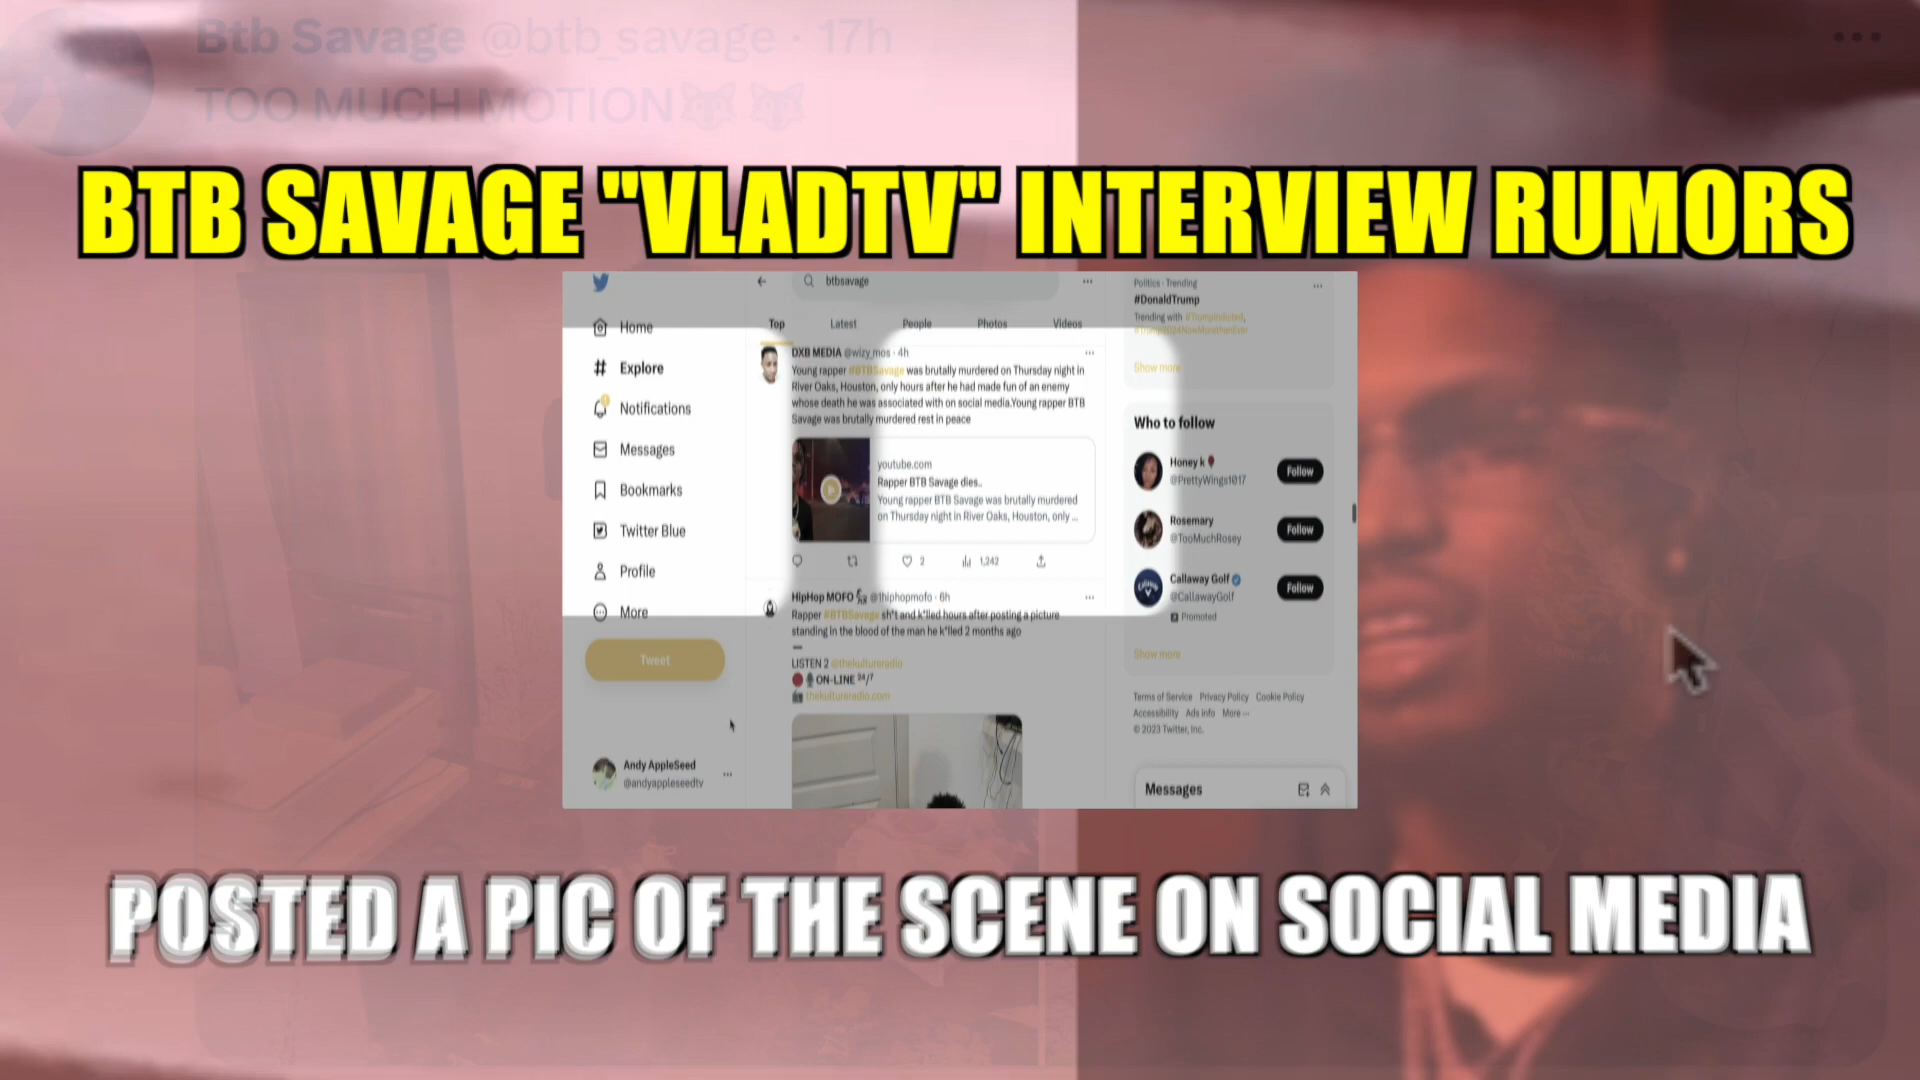 Btb Savage @btb_savage · 17h
TOO MUCH MOTION
BTB SAVAGE "VLADTV" INTERVIEW RUMORS
btbsavage
Top Latest People Photos Videos
Home
Explore
Notifications
Messages
Bookmarks
Twitter Blue
Profile
More
Tweet
Andy AppleSeed
@andyappleseedtv
DXB MEDIA @wizy_mos · 4h
Young rapper #BTBSavage was brutally murdered on Thursday night in
River Oaks, Houston, only hours after he had made fun of an enemy
whose death he was associated with on social media.Young rapper BTB
Savage was brutally murdered rest in peace
youtube.com
Rapper BTB Savage dies..
Young rapper BTB Savage was brutally murdered
on Thursday night in River Oaks, Houston, only ...
2 1,242
HipHop MOFO @1hiphopmofo · 6h
Rapper #BTBSavage sh*t and k*lled hours after posting a picture
standing in the blood of the man he k*lled 2 months ago
—
LISTEN 2 @thekultureradio
ON-LINE 24/7
thekultureradio.com
Politics · Trending
#DonaldTrump
Trending with #TrumpIndicted,
#Trump2024NowMorethanEver
Show more
Who to follow
Honey k
@PrettyWings1017
Follow
Rosemary
@TooMuchRosey
Follow
Callaway Golf
@CallawayGolf
Follow
Promoted
Show more
Terms of Service Privacy Policy Cookie Policy
Accessibility Ads info More ...
© 2023 Twitter, Inc.
Messages
POSTED A PIC OF THE SCENE ON SOCIAL MEDIA